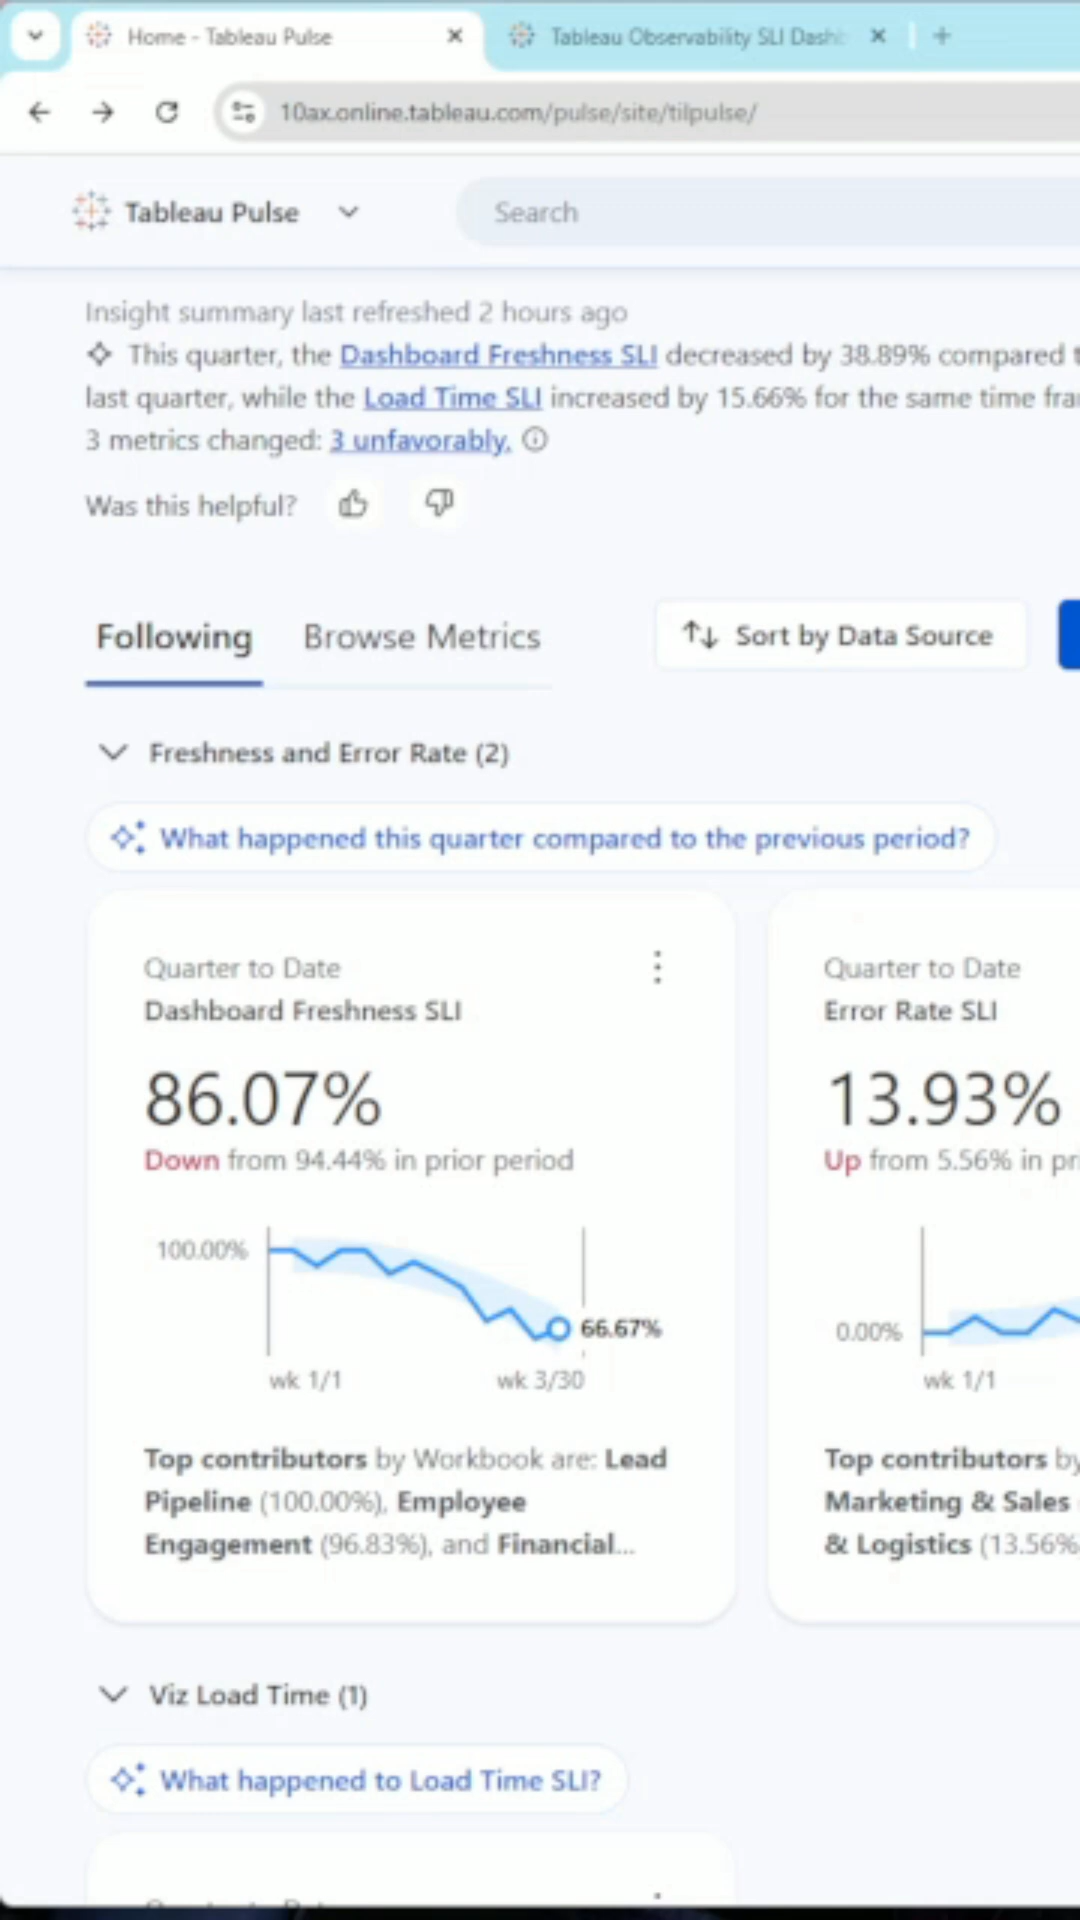 Home - Tableau Pulse
Tableau Observability SLI Dashb
10ax.online.tableau.com/pulse/site/tilpulse/
Tableau Pulse
Search
Insight summary last refreshed 2 hours ago
This quarter, the Dashboard Freshness SLI decreased by 38.89% compared t
last quarter, while the Load Time SLI increased by 15.66% for the same time fra
3 metrics changed: 3 unfavorably.
Was this helpful?
Following
Browse Metrics
Sort by Data Source
Freshness and Error Rate (2)
What happened this quarter compared to the previous period?
Quarter to Date
Dashboard Freshness SLI
86.07%
Down from 94.44% in prior period
100.00%
66.67%
wk 1/1
wk 3/30
Top contributors by Workbook are: Lead
Pipeline (100.00%), Employee
Engagement (96.83%), and Financial...
Quarter to Date
Error Rate SLI
13.93%
Up from 5.56% in pri
0.00%
wk 1/1
Top contributors by
Marketing & Sales
& Logistics (13.56%
Viz Load Time (1)
What happened to Load Time SLI?